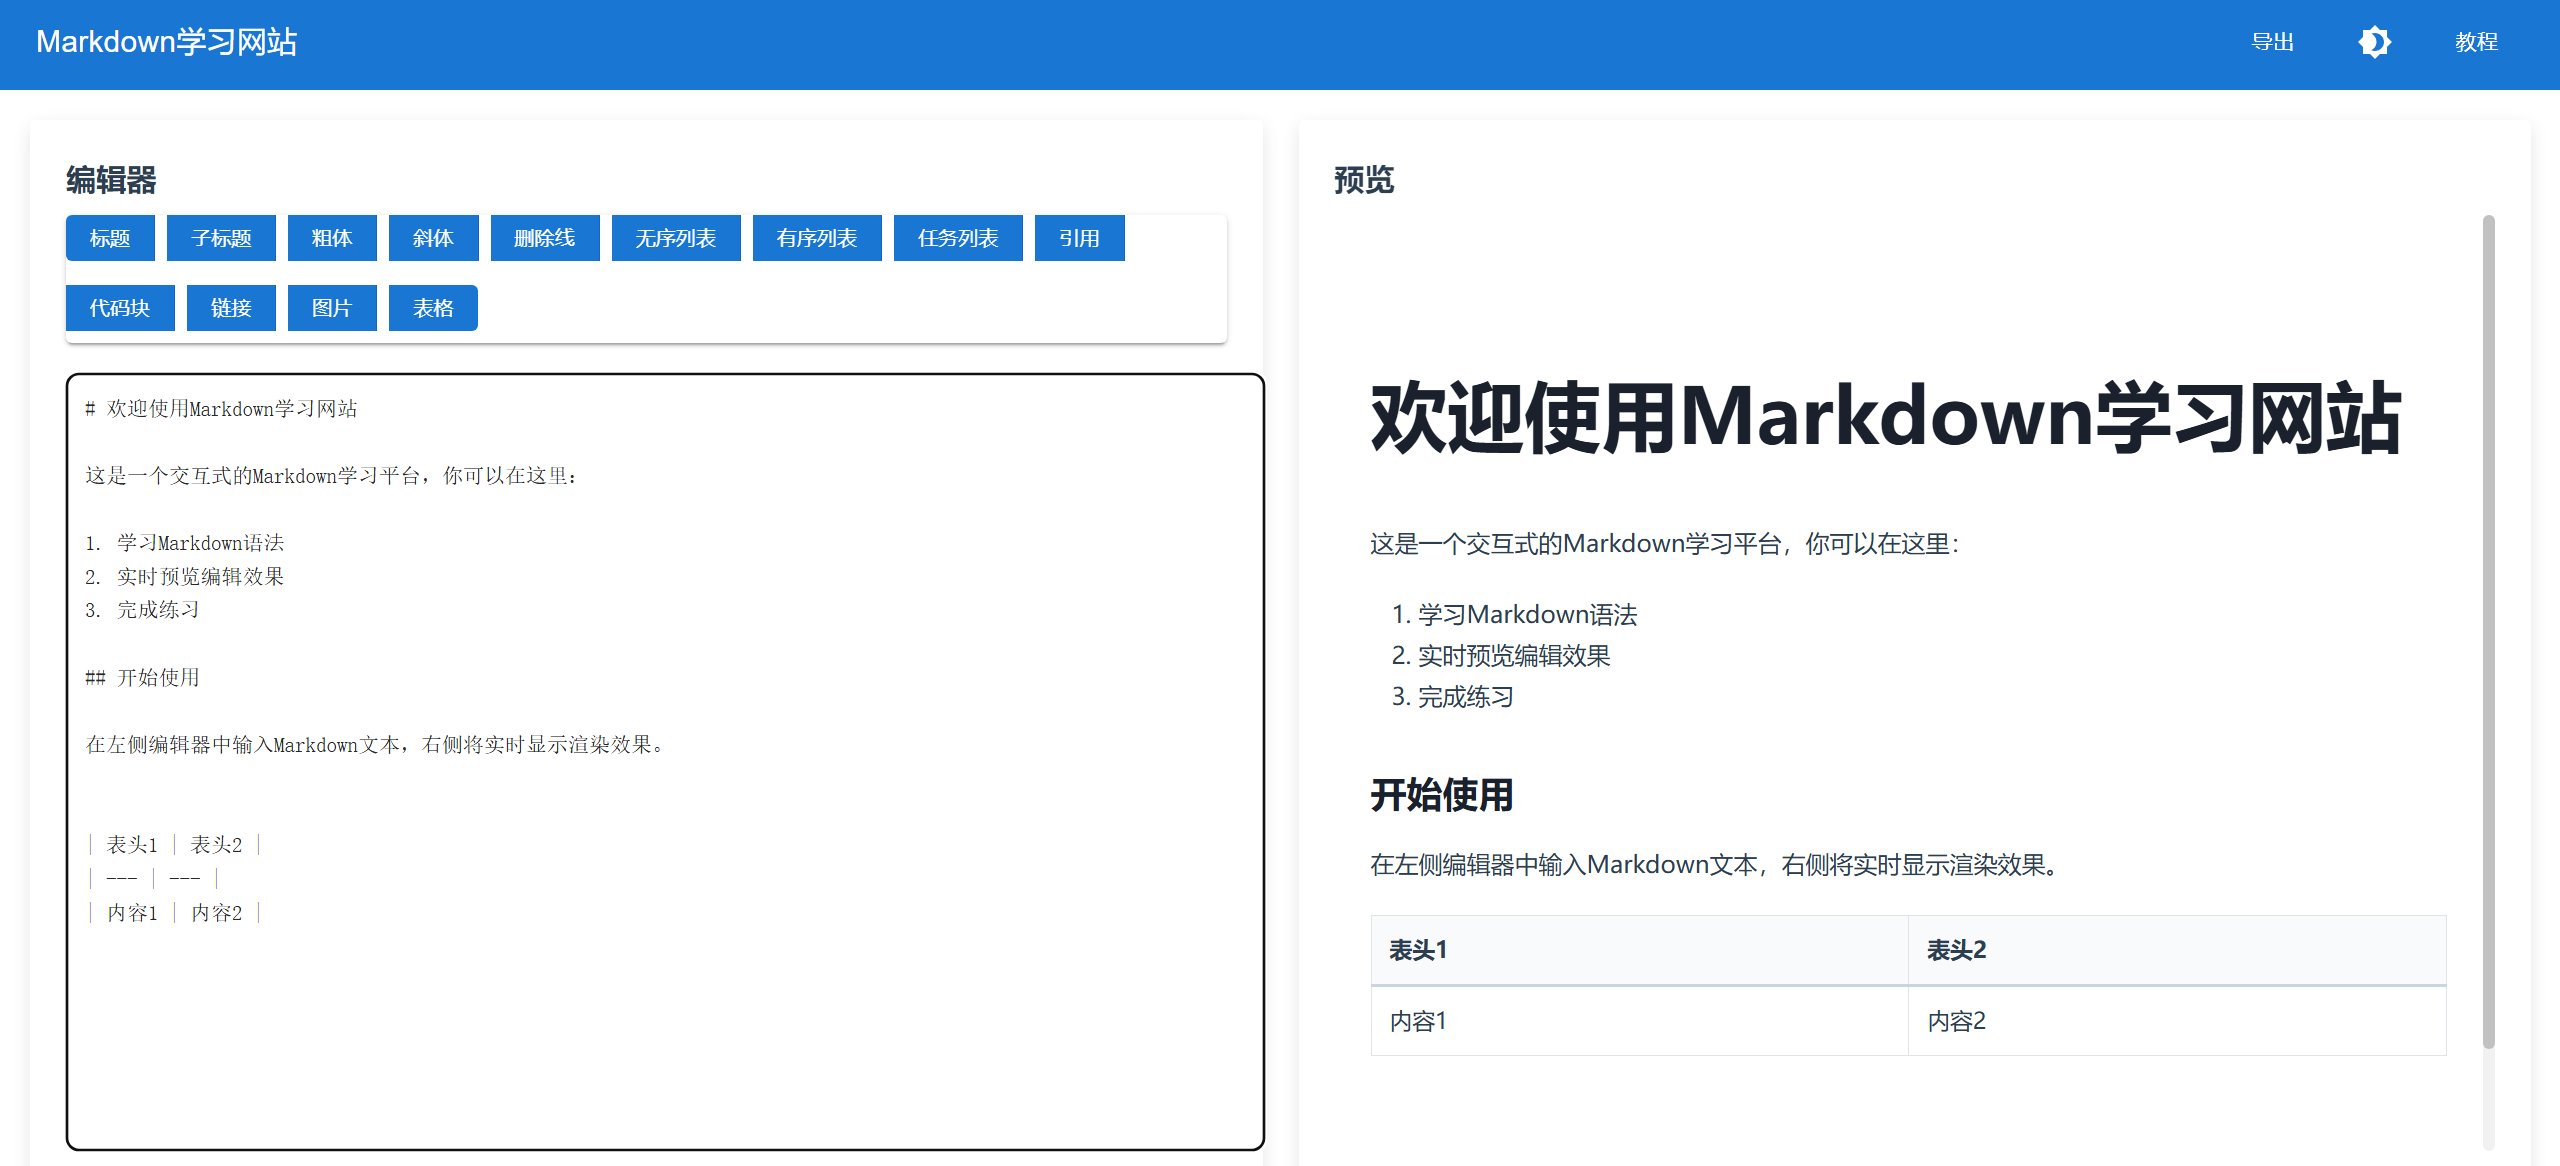 Markdown学习网站
导出
教程
编辑器
标题 子标题 粗体 斜体 删除线 无序列表 有序列表 任务列表 引用
代码块 链接 图片 表格
# 欢迎使用Markdown学习网站
这是一个交互式的Markdown学习平台，你可以在这里：
1. 学习Markdown语法
2. 实时预览编辑效果
3. 完成练习
## 开始使用
在左侧编辑器中输入Markdown文本，右侧将实时显示渲染效果。
| 表头1 | 表头2 |
| --- | --- |
| 内容1 | 内容2 |
预览
欢迎使用Markdown学习网站
这是一个交互式的Markdown学习平台，你可以在这里：
1. 学习Markdown语法
2. 实时预览编辑效果
3. 完成练习
开始使用
在左侧编辑器中输入Markdown文本，右侧将实时显示渲染效果。
表头1 表头2
内容1 内容2